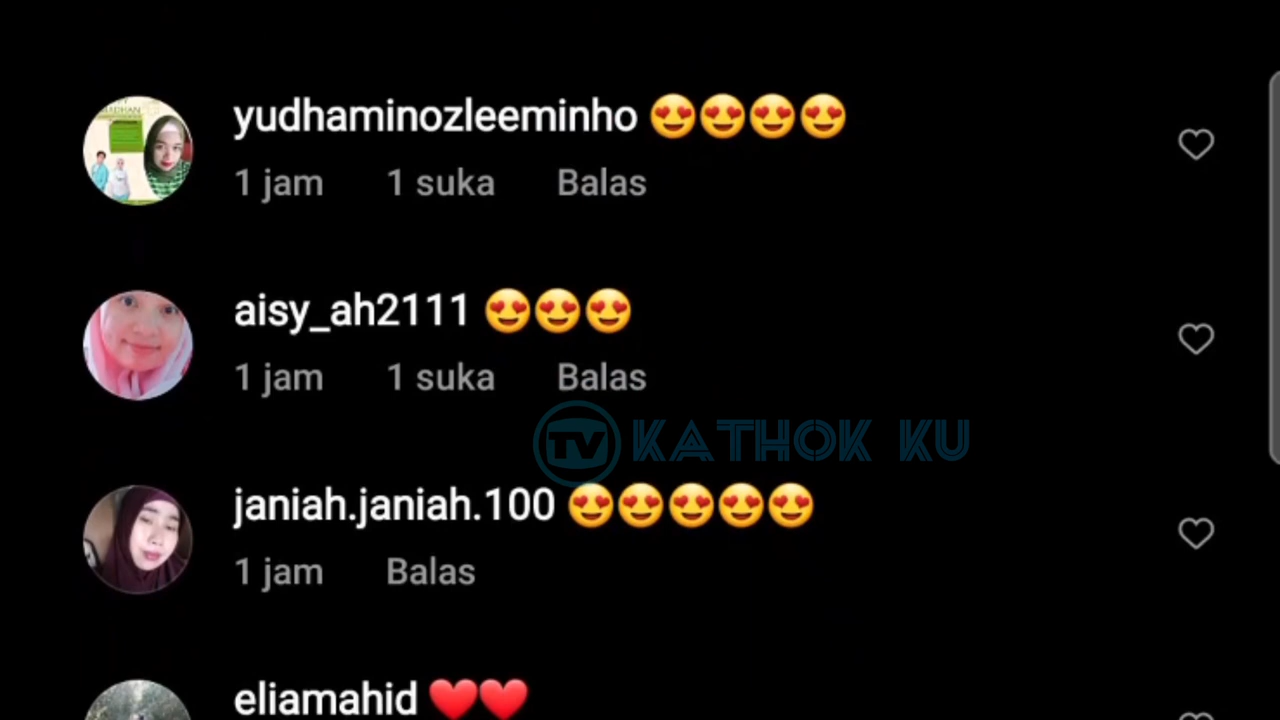 yudhaminozleeminho 😍😍😍😍
1 jam 1 suka Balas
aisy_ah2111 😍😍😍
1 jam 1 suka Balas
TV KATHOK KU
janiah.janiah.100 😍😍😍😍😍
1 jam Balas
eliamahid ❤️❤️